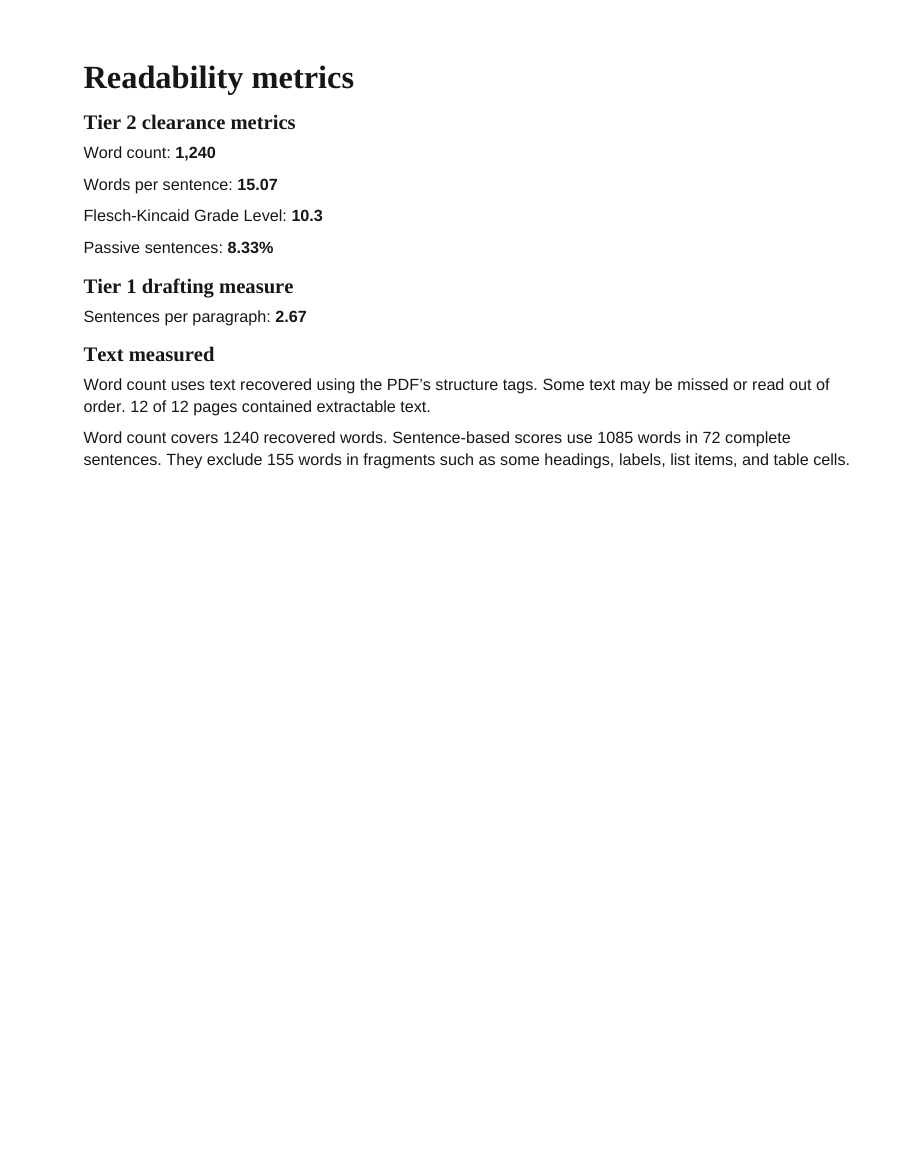 Readability metrics
Tier 2 clearance metrics
Word count: 1,240
Words per sentence: 15.07
Flesch-Kincaid Grade Level: 10.3
Passive sentences: 8.33%
Tier 1 drafting measure
Sentences per paragraph: 2.67
Text measured
Word count uses text recovered using the PDF’s structure tags. Some text may be missed or read out of
order. 12 of 12 pages contained extractable text.
Word count covers 1240 recovered words. Sentence-based scores use 1085 words in 72 complete
sentences. They exclude 155 words in fragments such as some headings, labels, list items, and table cells.